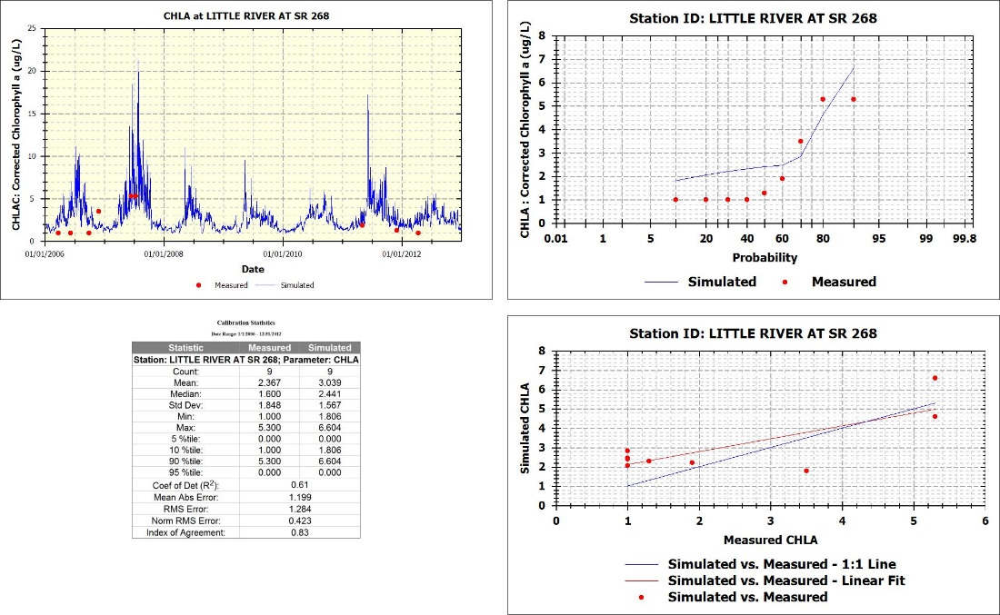 CHLA at LITTLE RIVER AT SR 268
CHLAC: Corrected Chlorophyll a (ug/L)
25
20
15
10
5
0
01/01/2006 01/01/2008 01/01/2010 01/01/2012
Date
Measured Simulated
Station ID: LITTLE RIVER AT SR 268
CHLA : Corrected Chlorophyll a (ug/L)
8
7
6
5
4
3
2
1
0
0.01 1 5 20 40 60 80 95 99 99.8
Probability
Simulated Measured
Calibration Statistics
Date Range: 1/1/2006 - 12/31/2012
Statistic Measured Simulated
Station: LITTLE RIVER AT SR 268; Parameter: CHLA
Count: 9 9
Mean: 2.367 3.039
Median: 1.600 2.441
Std Dev: 1.848 1.567
Min: 1.000 1.806
Max: 5.300 6.604
5 %tile: 0.000 0.000
10 %tile: 1.000 1.806
90 %tile: 5.300 6.604
95 %tile: 0.000 0.000
Coef of Det (R²): 0.61
Mean Abs Error: 1.199
RMS Error: 1.284
Norm RMS Error: 0.423
Index of Agreement: 0.83
Station ID: LITTLE RIVER AT SR 268
Simulated CHLA
8
7
6
5
4
3
2
1
0
0 1 2 3 4 5 6
Measured CHLA
Simulated vs. Measured - 1:1 Line
Simulated vs. Measured - Linear Fit
Simulated vs. Measured